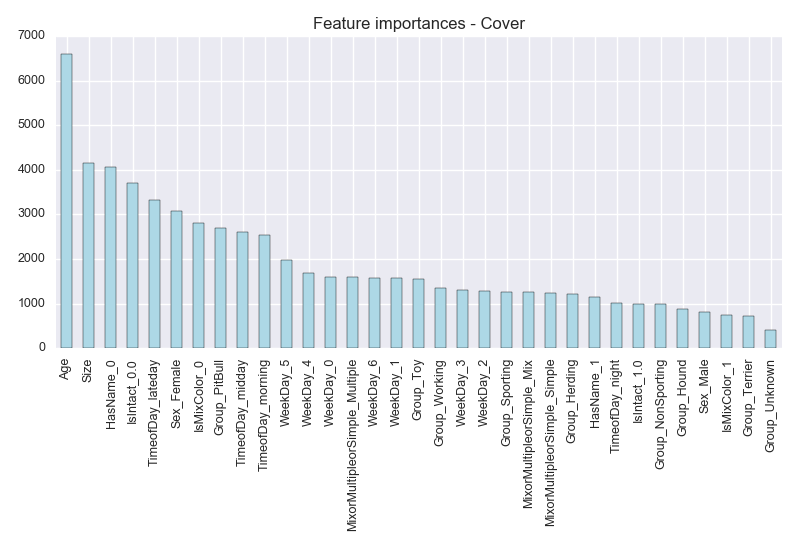 Feature importances - Cover
7000
6000
5000
4000
3000
2000
1000
0
Age
Size
HasName_0
IsIntact_0.0
TimeofDay_lateday
Sex_Female
IsMixColor_0
Group_PitBull
TimeofDay_midday
TimeofDay_morning
WeekDay_5
WeekDay_4
WeekDay_0
MixorMultipleorSimple_Multiple
WeekDay_6
WeekDay_1
Group_Toy
Group_Working
WeekDay_3
WeekDay_2
Group_Sporting
MixorMultipleorSimple_Mix
MixorMultipleorSimple_Simple
Group_Herding
HasName_1
TimeofDay_night
IsIntact_1.0
Group_NonSporting
Group_Hound
Sex_Male
IsMixColor_1
Group_Terrier
Group_Unknown